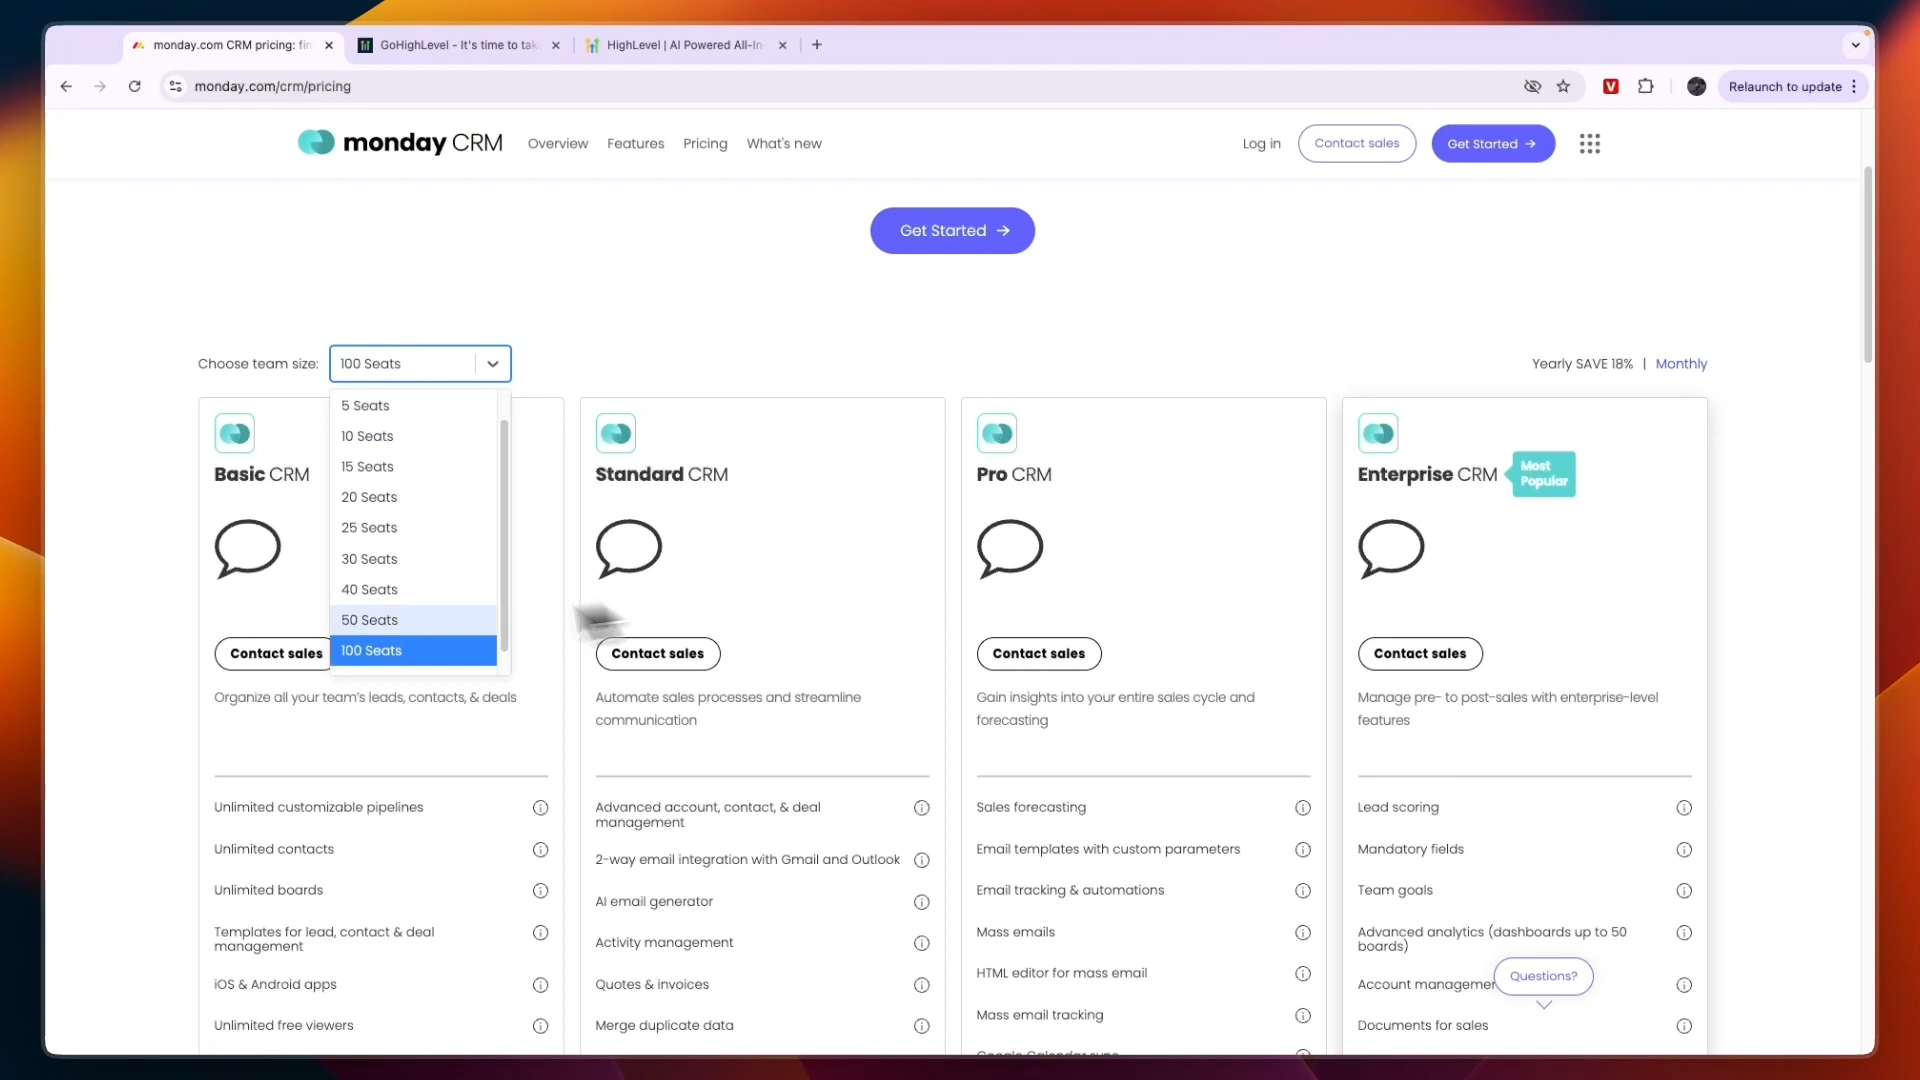 monday.com CRM pricing: fin
GoHighLevel - It's time to tak
HighLevel | AI Powered All-In
monday.com/crm/pricing
Relaunch to update
monday CRM
Overview
Features
Pricing
What's new
Log in
Contact sales
Get Started →
Get Started →
Choose team size:
100 Seats
Yearly SAVE 18% | Monthly
5 Seats
10 Seats
15 Seats
20 Seats
25 Seats
30 Seats
40 Seats
50 Seats
100 Seats
Basic CRM
Contact sales
Organize all your team's leads, contacts, & deals
Unlimited customizable pipelines
Unlimited contacts
Unlimited boards
Templates for lead, contact & deal
management
iOS & Android apps
Unlimited free viewers
Standard CRM
Contact sales
Automate sales processes and streamline
communication
Advanced account, contact, & deal
management
2-way email integration with Gmail and Outlook
AI email generator
Activity management
Quotes & invoices
Merge duplicate data
Pro CRM
Contact sales
Gain insights into your entire sales cycle and
forecasting
Sales forecasting
Email templates with custom parameters
Email tracking & automations
Mass emails
HTML editor for mass email
Mass email tracking
Google Calendar sync
Enterprise CRM
Most
Popular
Contact sales
Manage pre- to post-sales with enterprise-level
features
Lead scoring
Mandatory fields
Team goals
Advanced analytics (dashboards up to 50
boards)
Account managemen
Documents for sales
Questions?